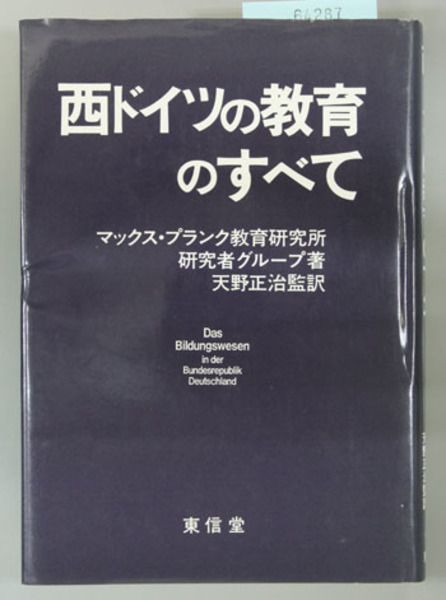 64287
西ドイツの教育
のすべて
マックス・プランク教育研究所
研究者グループ著
天野正治監訳
Das
Bildungswesen
in der
Bundesrepublik
Deutschland
東信堂